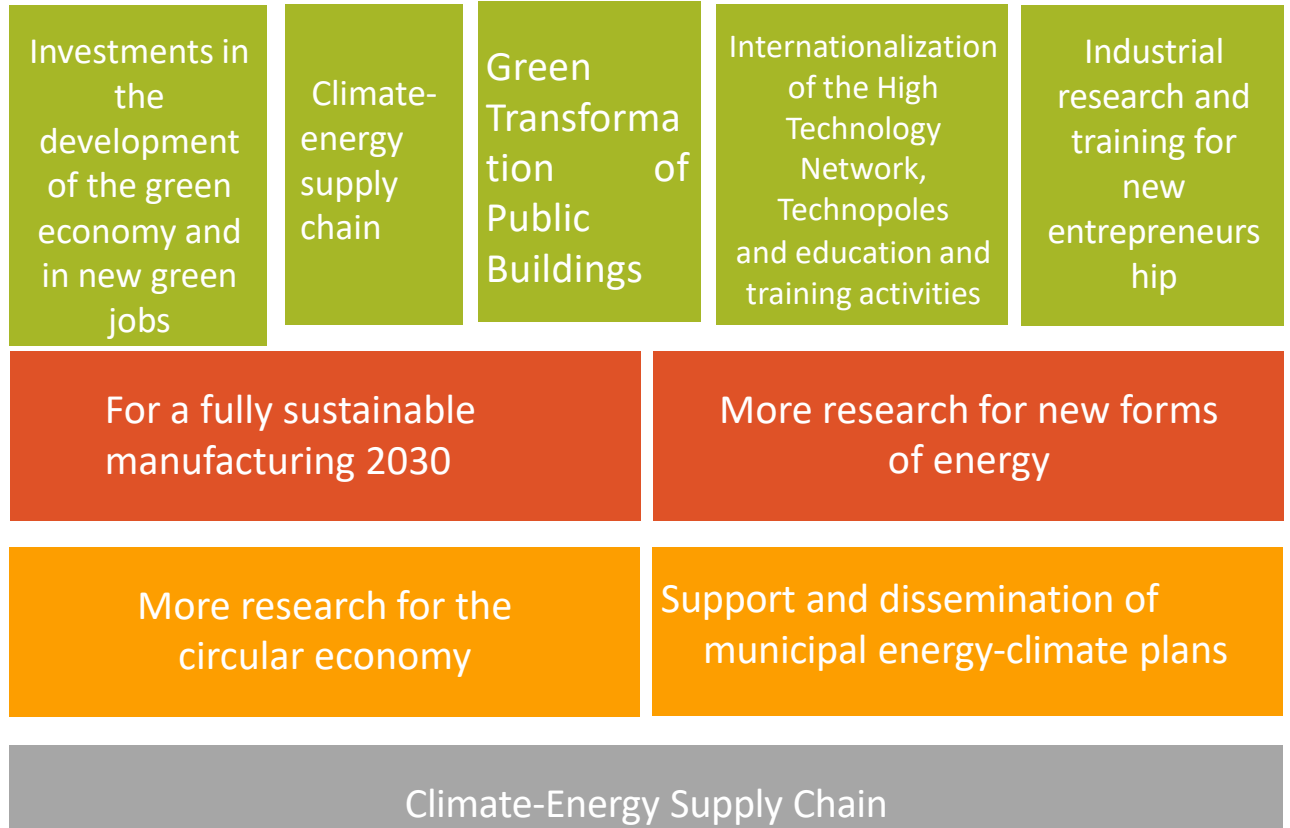 Investments in
the
development
of the green
economy and
in new green
jobs
Climate-
energy
supply
chain
Green
Transforma
tion of
Public
Buildings
Internationalization
of the High
Technology
Network,
Technopoles
and education and
training activities
Industrial
research and
training for
new
entrepreneurs
hip
For a fully sustainable
manufacturing 2030
More research for new forms
of energy
More research for the
circular economy
Support and dissemination of
municipal energy-climate plans
Climate-Energy Supply Chain